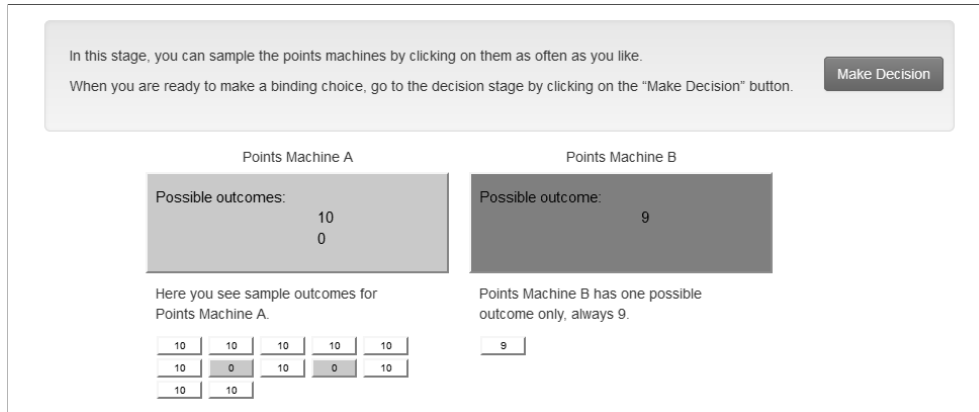 In this stage, you can sample the points machines by clicking on them as often as you like.
When you are ready to make a binding choice, go to the decision stage by clicking on the “Make Decision” button.
Make Decision
Points Machine A
Possible outcomes:
10
0
Here you see sample outcomes for
Points Machine A.
10 10 10 10 10
10 0 10 0 10
10 10
Points Machine B
Possible outcome:
9
Points Machine B has one possible
outcome only, always 9.
9